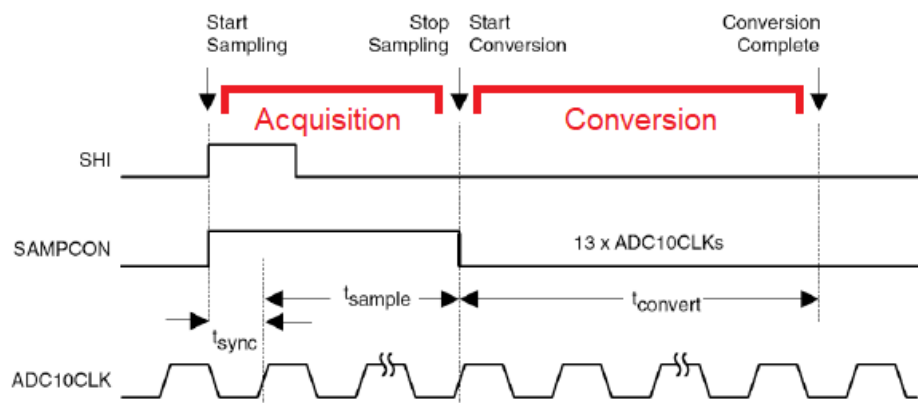 Start
Sampling
Stop
Sampling
Start
Conversion
Conversion
Complete
Acquisition
Conversion
SHI
SAMPCON
13 x ADC10CLKs
tsample
tconvert
tsync
ADC10CLK